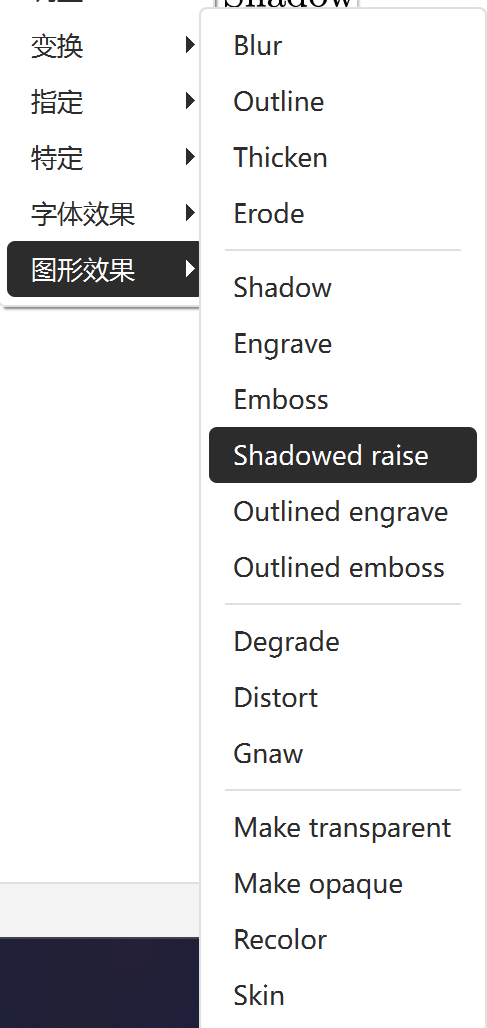 Shadow
变换
指定
特定
字体效果
图形效果
Blur
Outline
Thicken
Erode
Shadow
Engrave
Emboss
Shadowed raise
Outlined engrave
Outlined emboss
Degrade
Distort
Gnaw
Make transparent
Make opaque
Recolor
Skin